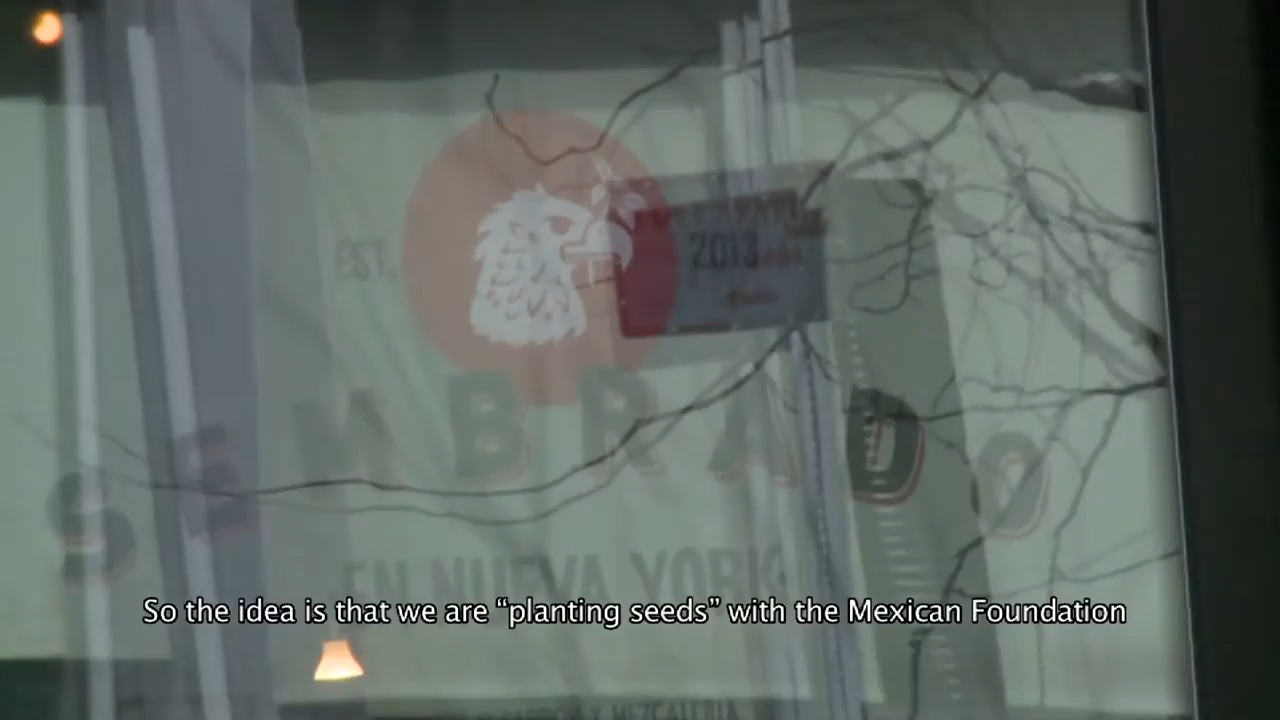 EST.
2013
SEMBRADO
EN NUEVA YORK
So the idea is that we are “planting seeds” with the Mexican Foundation
Y MEZCALERIA